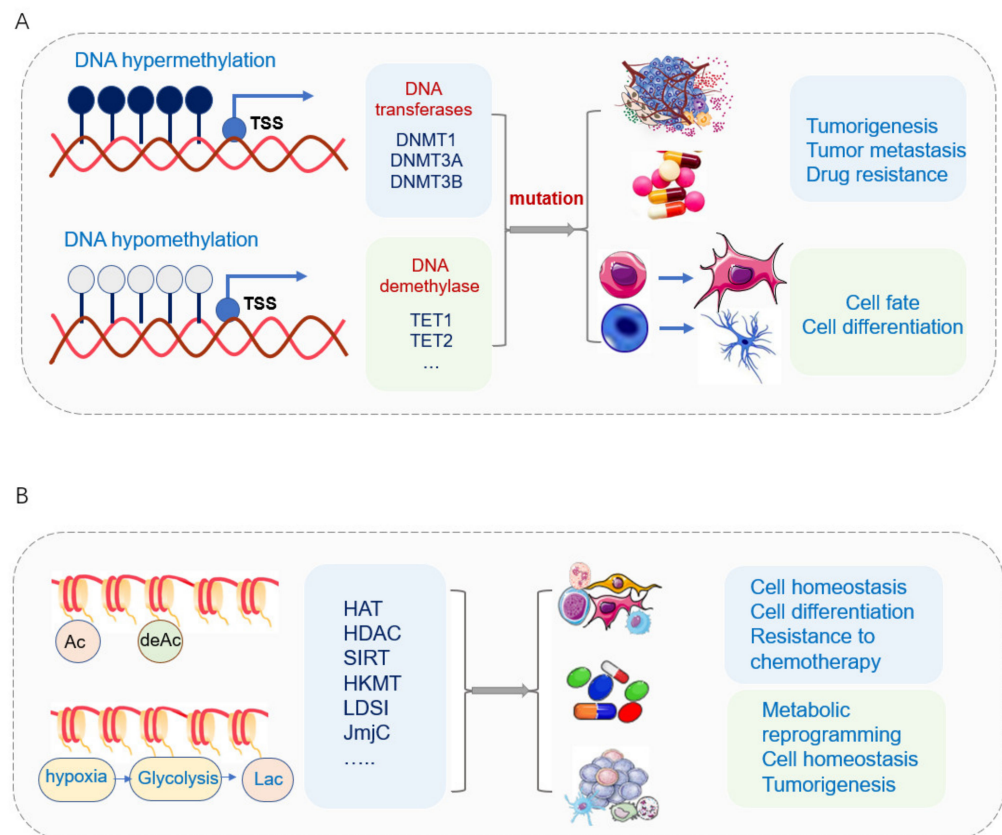 A
DNA hypermethylation
TSS
DNA
transferases
DNMT1
DNMT3A
DNMT3B
mutation
Tumorigenesis
Tumor metastasis
Drug resistance
DNA hypomethylation
TSS
DNA
demethylase
TET1
TET2
...
Cell fate
Cell differentiation
B
Ac
deAc
hypoxia
Glycolysis
Lac
HAT
HDAC
SIRT
HKMT
LDSI
JmjC
.....
Cell homeostasis
Cell differentiation
Resistance to
chemotherapy
Metabolic
reprogramming
Cell homeostasis
Tumorigenesis